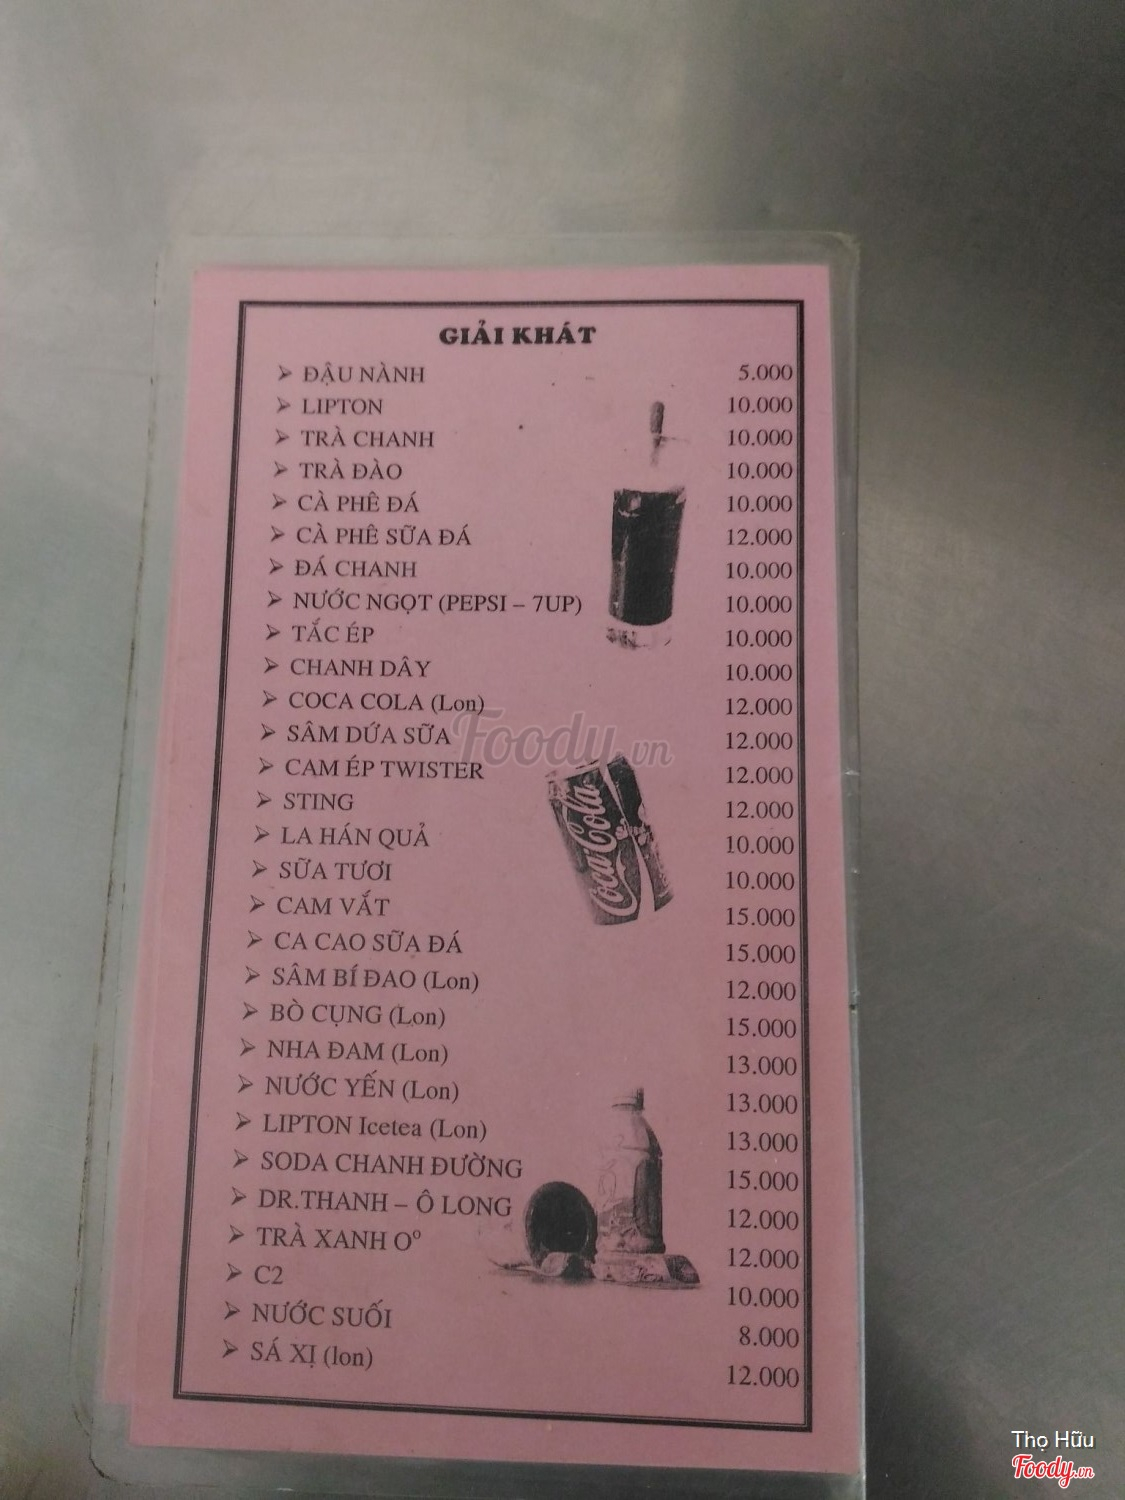 GIẢI KHÁT
➢ ĐẬU NÀNH 5.000
➢ LIPTON 10.000
➢ TRÀ CHANH 10.000
➢ TRÀ ĐÀO 10.000
➢ CÀ PHÊ ĐÁ 10.000
➢ CÀ PHÊ SỮA ĐÁ 12.000
➢ ĐÁ CHANH 10.000
➢ NƯỚC NGỌT (PEPSI – 7UP) 10.000
➢ TẮC ÉP 10.000
➢ CHANH DÂY 10.000
➢ COCA COLA (Lon) 12.000
➢ SÂM DỨA SỮA 12.000
➢ CAM ÉP TWISTER 12.000
➢ STING 12.000
➢ LA HÁN QUẢ 10.000
➢ SỮA TƯƠI 10.000
➢ CAM VẮT 15.000
➢ CA CAO SỮA ĐÁ 15.000
➢ SÂM BÍ ĐAO (Lon) 12.000
➢ BÒ CỤNG (Lon) 15.000
➢ NHA ĐAM (Lon) 13.000
➢ NƯỚC YẾN (Lon) 13.000
➢ LIPTON Icetea (Lon) 13.000
➢ SODA CHANH ĐƯỜNG 15.000
➢ DR.THANH – Ô LONG 12.000
➢ TRÀ XANH Oº 12.000
➢ C2 10.000
➢ NƯỚC SUỐI 8.000
➢ SÁ XỊ (lon) 12.000
Coca-Cola
Foody.vn
Thọ Hữu
Foody.vn